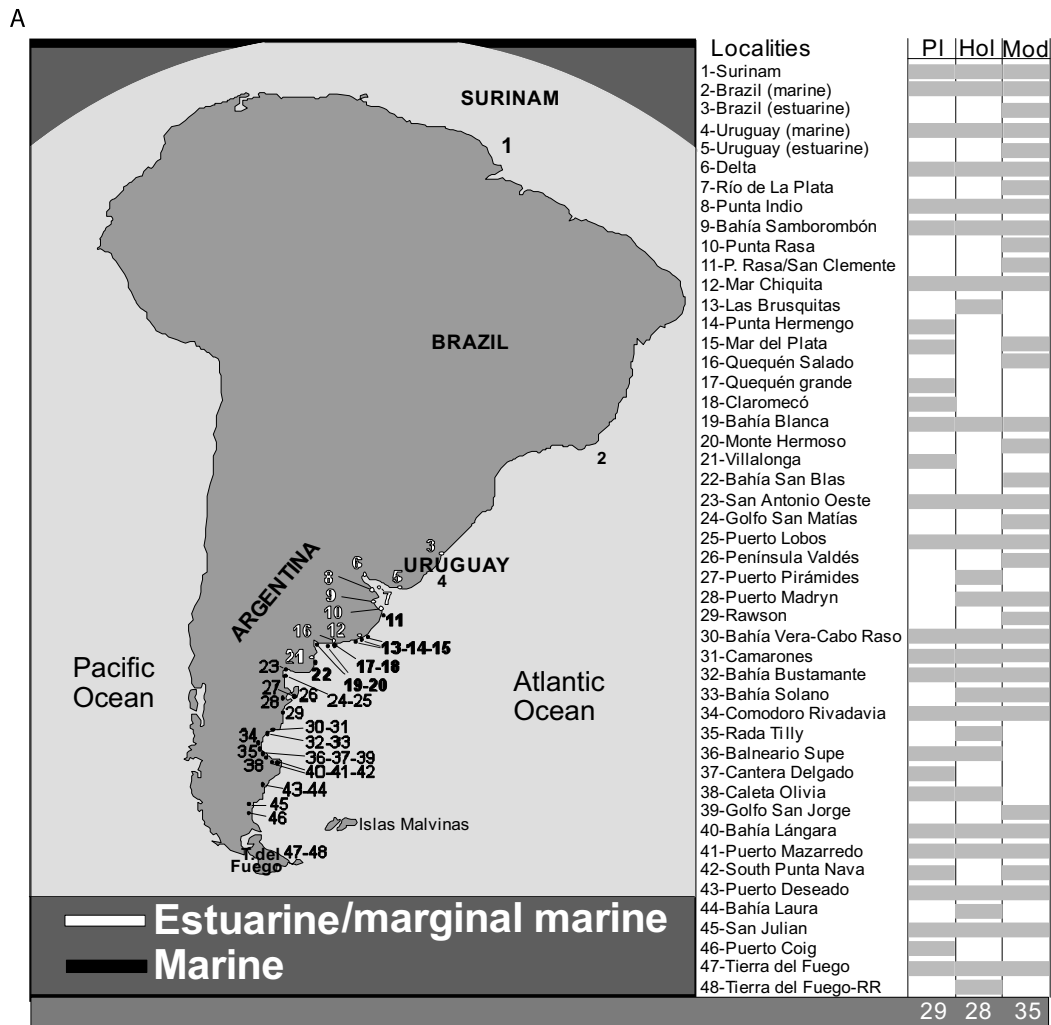 A
SURINAM
1
BRAZIL
2
3
URUGUAY
4
5
6
7
8
9
10
11
12
16
ARGENTINA
13-14-15
17-18
19-20
21
22
23
24-25
26
27
28
29
30-31
32-33
34
35
36-37-39
38
40-41-42
43-44
45
46
Islas Malvinas
T.del
Fuego
47-48
Pacific
Ocean
Atlantic
Ocean
Estuarine/marginal marine
Marine
Localities Pl Hol Mod
1-Surinam
2-Brazil (marine)
3-Brazil (estuarine)
4-Uruguay (marine)
5-Uruguay (estuarine)
6-Delta
7-Río de La Plata
8-Punta Indio
9-Bahía Samborombón
10-Punta Rasa
11-P. Rasa/San Clemente
12-Mar Chiquita
13-Las Brusquitas
14-Punta Hermengo
15-Mar del Plata
16-Quequén Salado
17-Quequén grande
18-Claromecó
19-Bahía Blanca
20-Monte Hermoso
21-Villalonga
22-Bahía San Blas
23-San Antonio Oeste
24-Golfo San Matías
25-Puerto Lobos
26-Península Valdés
27-Puerto Pirámides
28-Puerto Madryn
29-Rawson
30-Bahía Vera-Cabo Raso
31-Camarones
32-Bahía Bustamante
33-Bahía Solano
34-Comodoro Rivadavia
35-Rada Tilly
36-Balneario Supe
37-Cantera Delgado
38-Caleta Olivia
39-Golfo San Jorge
40-Bahía Lángara
41-Puerto Mazarredo
42-South Punta Nava
43-Puerto Deseado
44-Bahía Laura
45-San Julian
46-Puerto Coig
47-Tierra del Fuego
48-Tierra del Fuego-RR
29 28 35